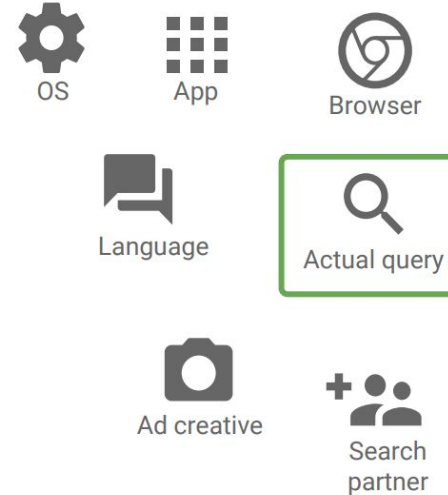 OS
App
Browser
Language
Actual query
Ad creative
Search
partner